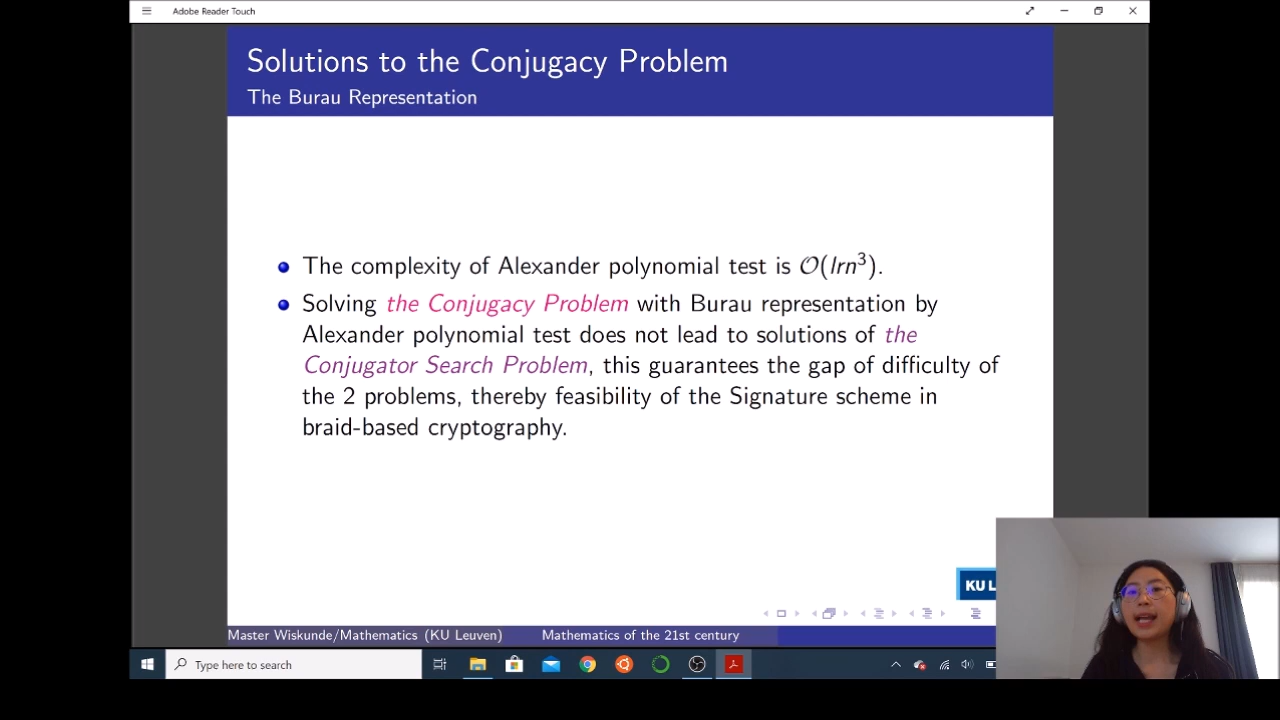 Adobe Reader Touch
Solutions to the Conjugacy Problem
The Burau Representation
The complexity of Alexander polynomial test is 𝒪(lrn³).
Solving the Conjugacy Problem with Burau representation by
Alexander polynomial test does not lead to solutions of the
Conjugator Search Problem, this guarantees the gap of difficulty of
the 2 problems, thereby feasibility of the Signature scheme in
braid-based cryptography.
KU L
Master Wiskunde/Mathematics (KU Leuven) Mathematics of the 21st century
Type here to search